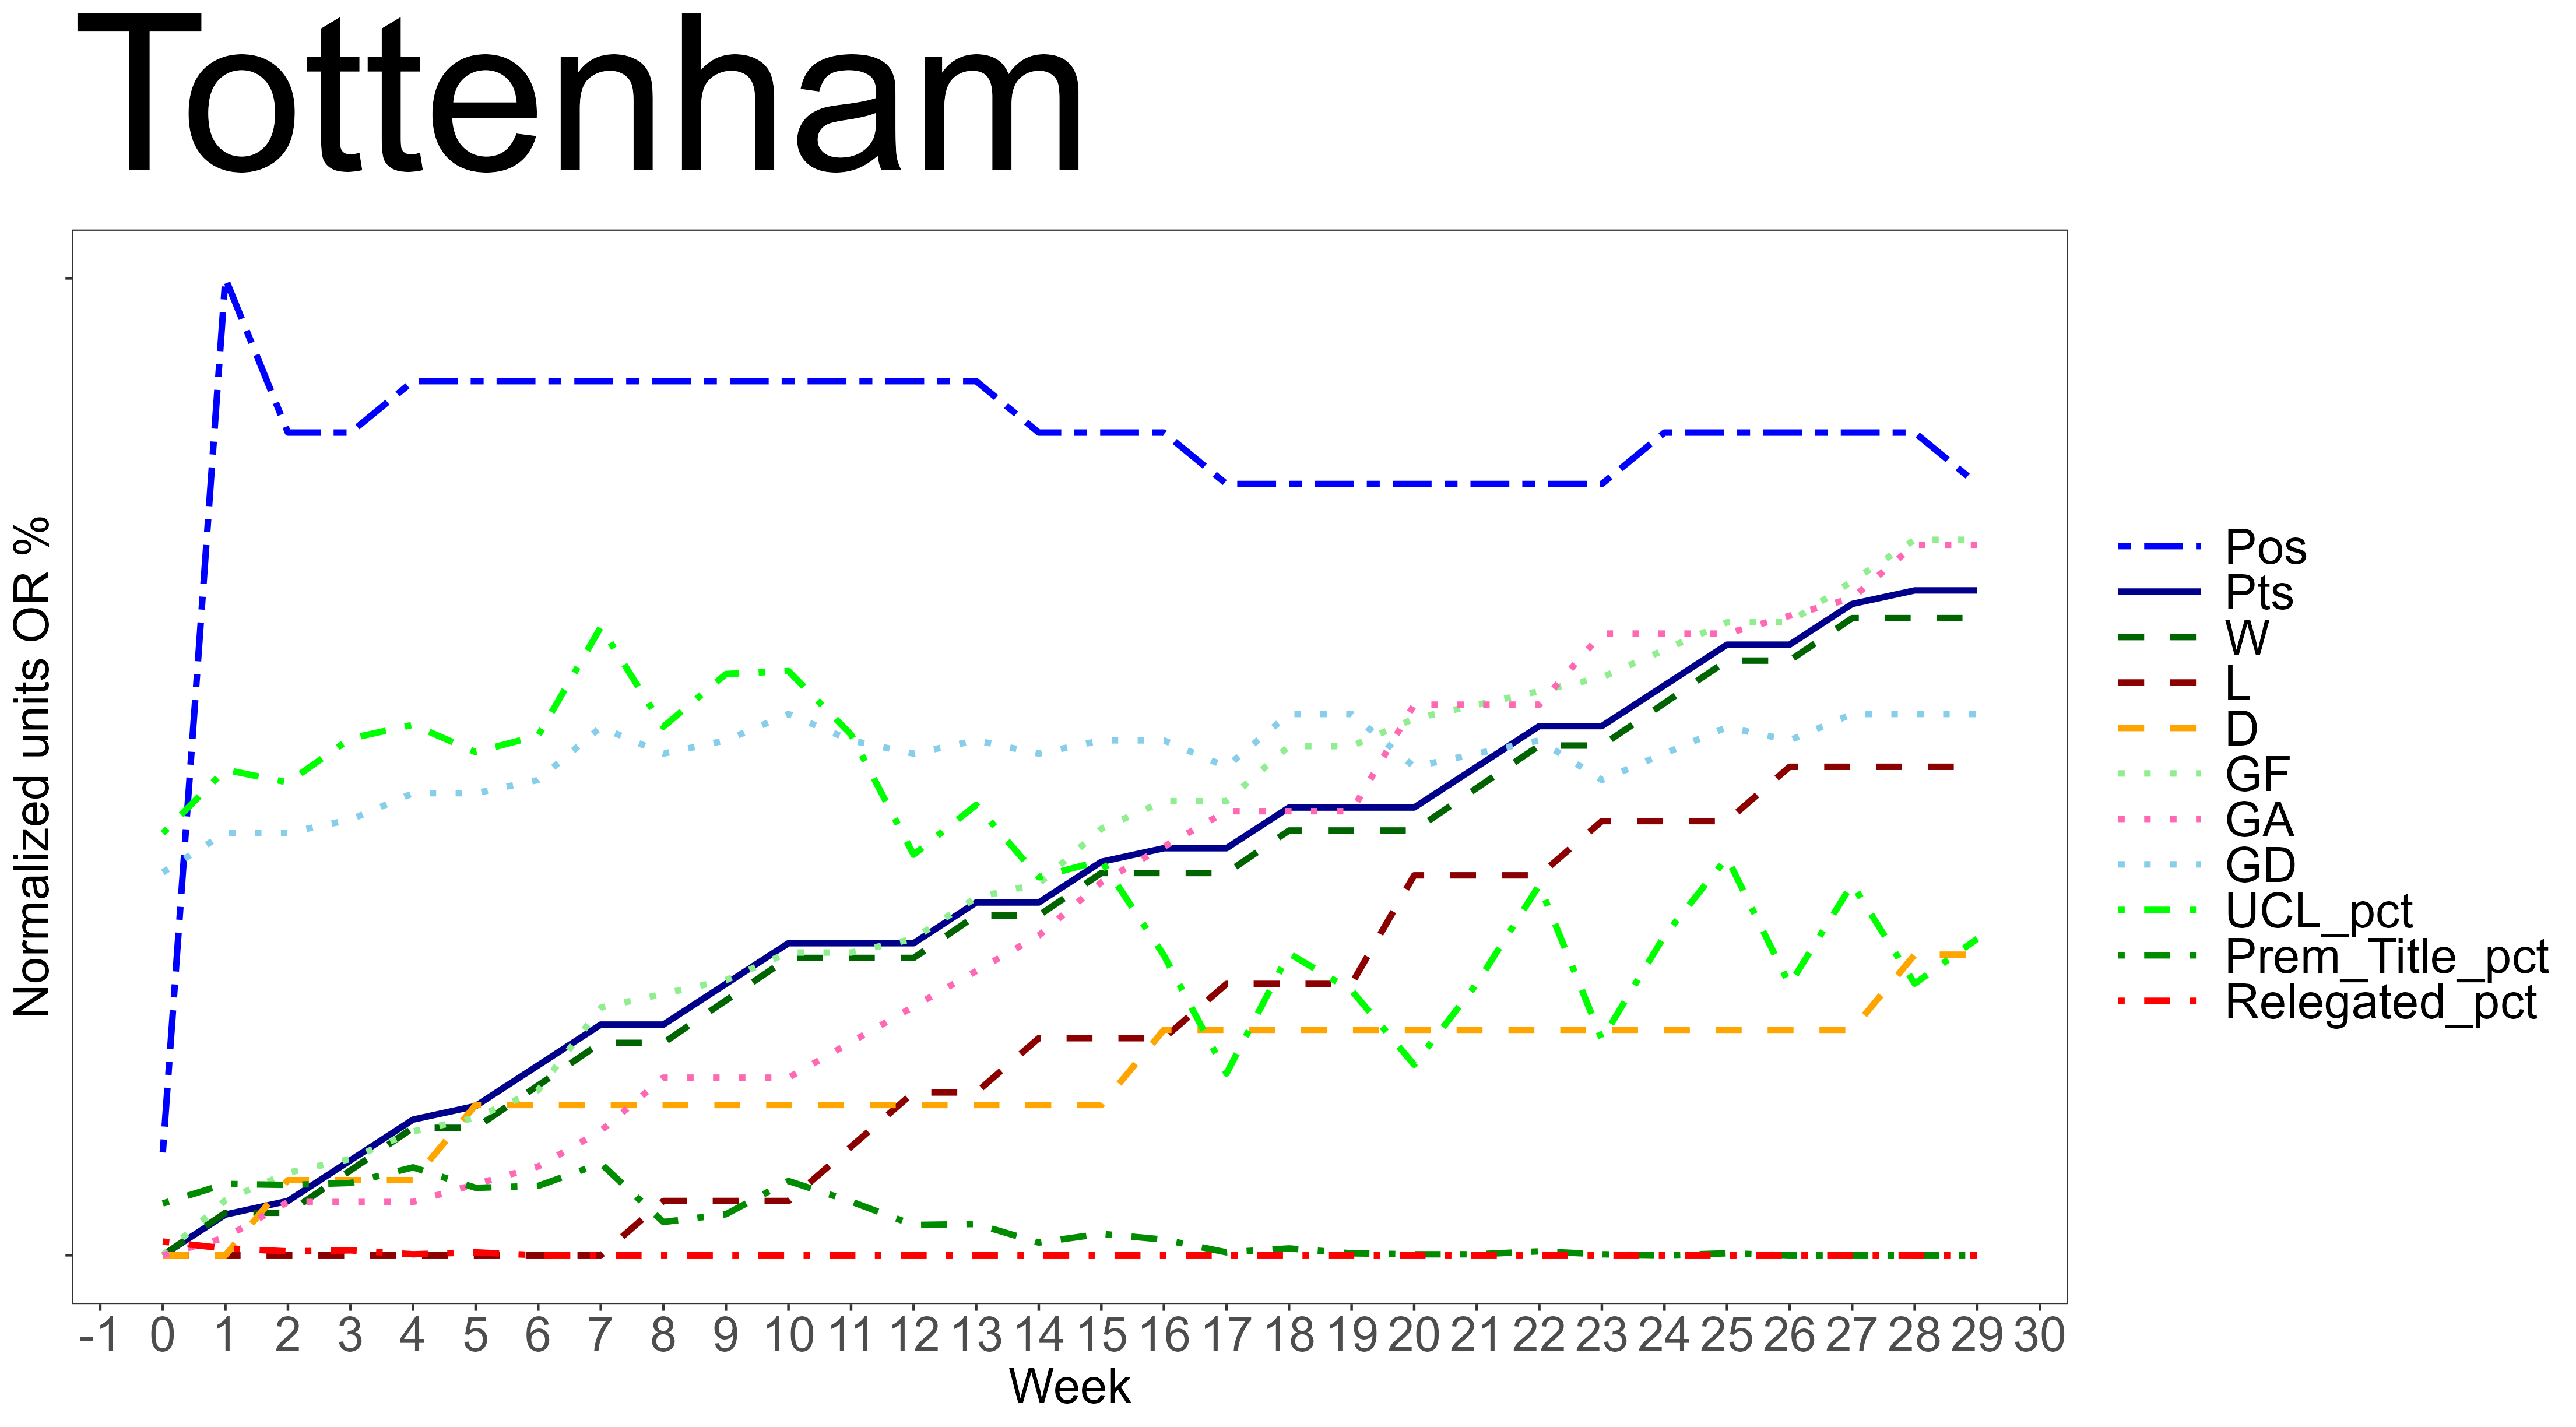 Tottenham
Normalized units OR %
Pos
Pts
W
L
D
GF
GA
GD
UCL_pct
Prem_Title_pct
Relegated_pct
-1 0 1 2 3 4 5 6 7 8 9 10 11 12 13 14 15 16 17 18 19 20 21 22 23 24 25 26 27 28 29 30
Week